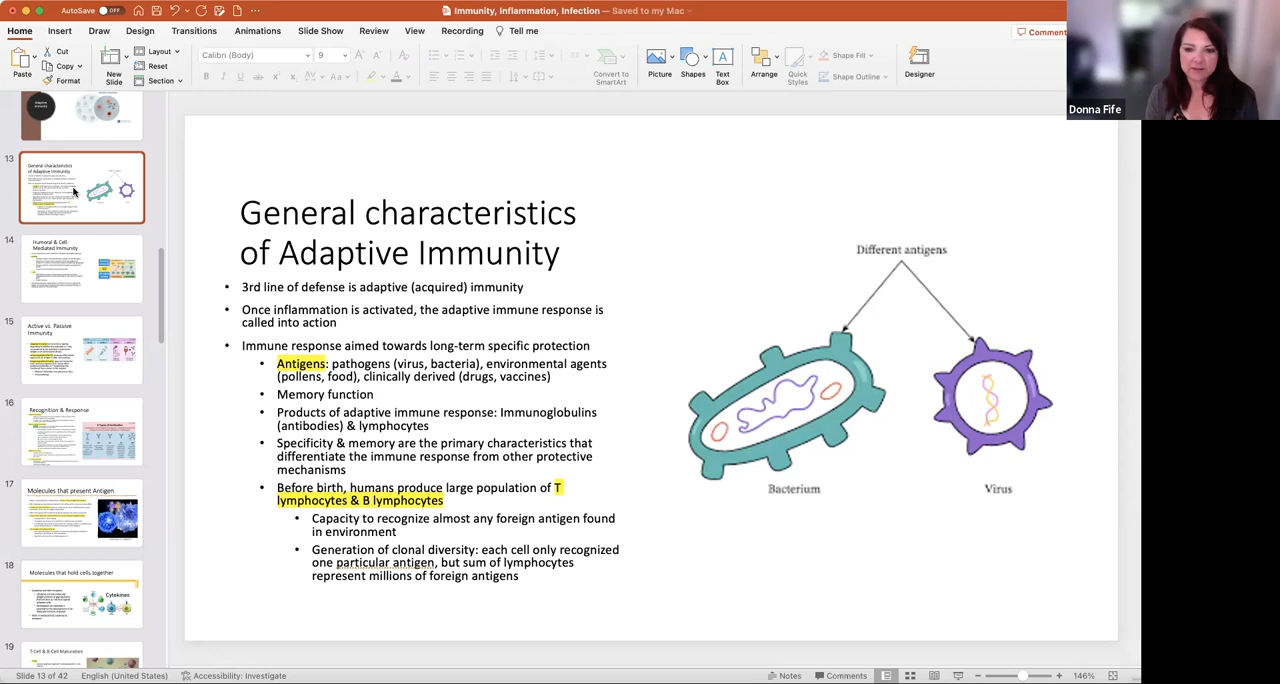 AutoSave OFF
Immunity, Inflammation, Infection — Saved to my Mac
Home Insert Draw Design Transitions Animations Slide Show Review View Recording Tell me
Comment
Paste
Cut
Copy
Format
New
Slide
Layout
Reset
Section
Calibri (Body) 9
Convert to
SmartArt
Picture
Shapes
Text
Box
Arrange
Quick
Styles
Shape Fill
Shape Outline
Designer
Donna Fife
Adaptive
Immunity
13
General characteristics
of Adaptive Immunity
14
Humoral & Cell-
Mediated Immunity
15
Active vs. Passive
Immunity
16
Recognition & Response
17
Molecules that present Antigen
18
Molecules that hold cells together
Cytokines
19
T-Cell & B-Cell Maturation
General characteristics
of Adaptive Immunity
• 3rd line of defense is adaptive (acquired) immunity
• Once inflammation is activated, the adaptive immune response is
called into action
• Immune response aimed towards long-term specific protection
• Antigens: pathogens (virus, bacteria, environmental agents
(pollens, food), clinically derived (drugs, vaccines)
• Memory function
• Products of adaptive immune response: immunoglobulins
(antibodies) & lymphocytes
• Specificity & memory are the primary characteristics that
differentiate the immune response from other protective
mechanisms
• Before birth, humans produce large population of T
lymphocytes & B lymphocytes
• Capacity to recognize almost any foreign antigen found
in environment
• Generation of clonal diversity: each cell only recognized
one particular antigen, but sum of lymphocytes
represent millions of foreign antigens
Different antigens
Bacterium
Virus
Slide 13 of 42 English (United States) Accessibility: Investigate
Notes Comments 146%